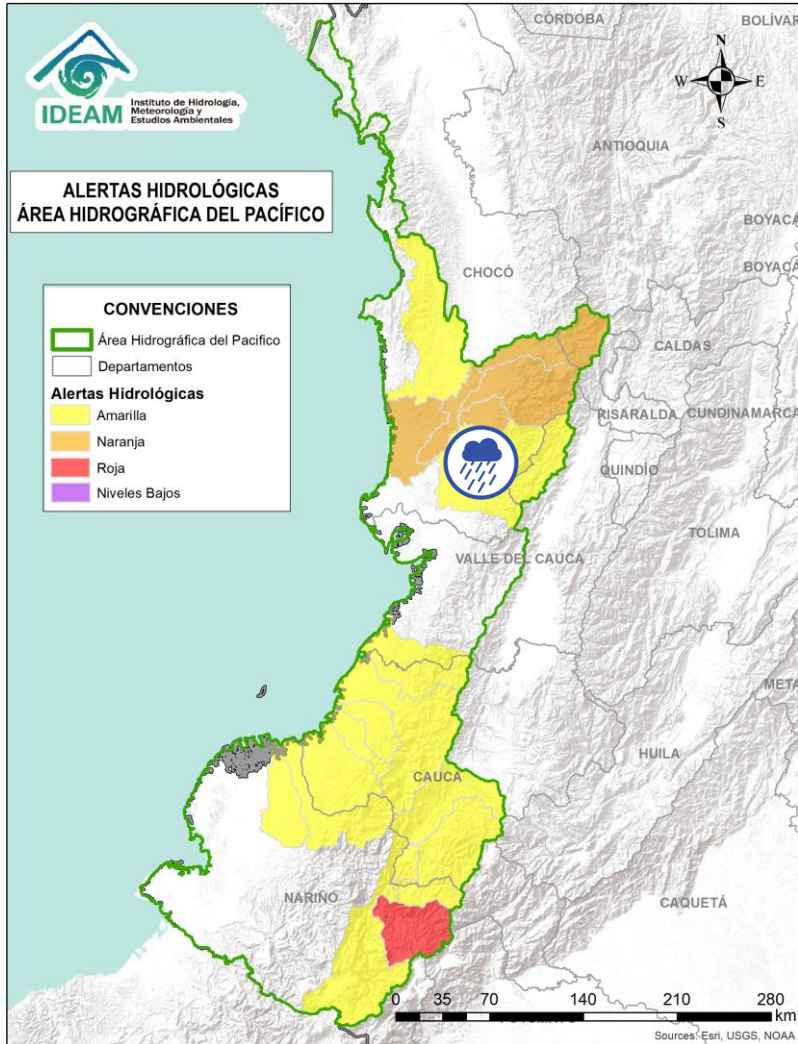 CÓRDOBA
BOLÍVAR
IDEAM
Instituto de Hidrología,
Meteorología y
Estudios Ambientales
N
W
E
S
ANTIOQUIA
ALERTAS HIDROLÓGICAS
ÁREA HIDROGRÁFICA DEL PACÍFICO
BOYACÁ
BOYACÁ
CHOCÓ
CONVENCIONES
Área Hidrográfica del Pacifico
Departamentos
Alertas Hidrológicas
Amarilla
Naranja
Roja
Niveles Bajos
CALDAS
RISARALDA
CUNDINAMARCA
QUINDÍO
TOLIMA
VALLE DEL CAUCA
META
HUILA
CAUCA
NARIÑO
CAQUETÁ
0 35 70 140 210 280
km
Sources: Esri, USGS, NOAA